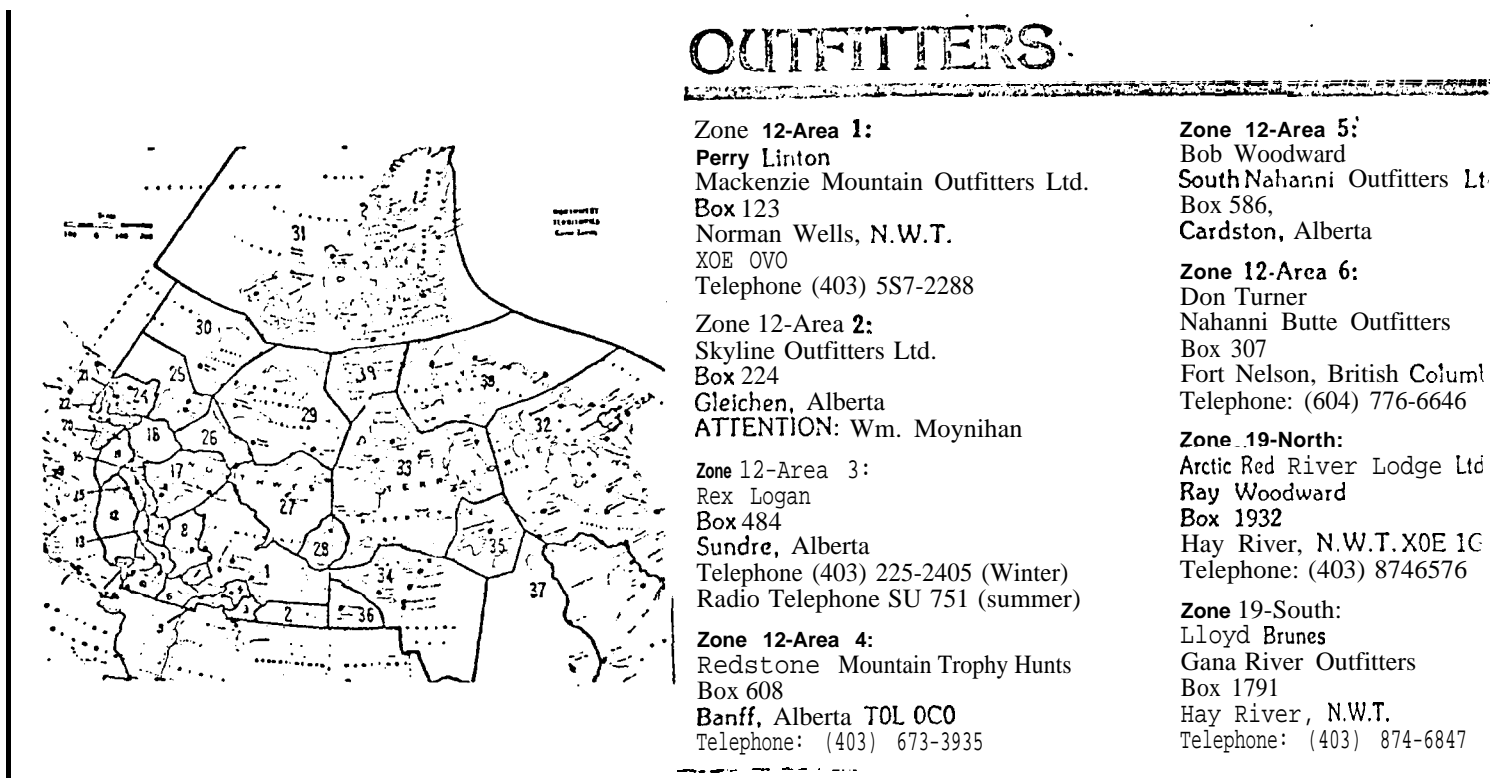 OUTFITTERS
Zone 12-Area 1:
Perry Linton
Mackenzie Mountain Outfitters Ltd.
Box 123
Norman Wells, N.W.T.
XOE OVO
Telephone (403) 5S7-2288
Zone 12-Area 2:
Skyline Outfitters Ltd.
Box 224
Gleichen, Alberta
ATTENTION: Wm. Moynihan
Zone 12-Area 3:
Rex Logan
Box 484
Sundre, Alberta
Telephone (403) 225-2405 (Winter)
Radio Telephone SU 751 (summer)
Zone 12-Area 4:
Redstone Mountain Trophy Hunts
Box 608
Banff, Alberta T0L 0C0
Telephone: (403) 673-3935
Zone 12-Area 5:
Bob Woodward
South Nahanni Outfitters Lt
Box 586,
Cardston, Alberta
Zone 12-Area 6:
Don Turner
Nahanni Butte Outfitters
Box 307
Fort Nelson, British Columl
Telephone: (604) 776-6646
Zone 19-North:
Arctic Red River Lodge Ltd
Ray Woodward
Box 1932
Hay River, N.W.T. X0E 1G
Telephone: (403) 8746576
Zone 19-South:
Lloyd Brunes
Gana River Outfitters
Box 1791
Hay River, N.W.T.
Telephone: (403) 874-6847
31
30
25
24
21
22
20
39
38
29
32
18
26
17
33
27
16
15
12
13
8
28
35
1
34
37
2
36
3